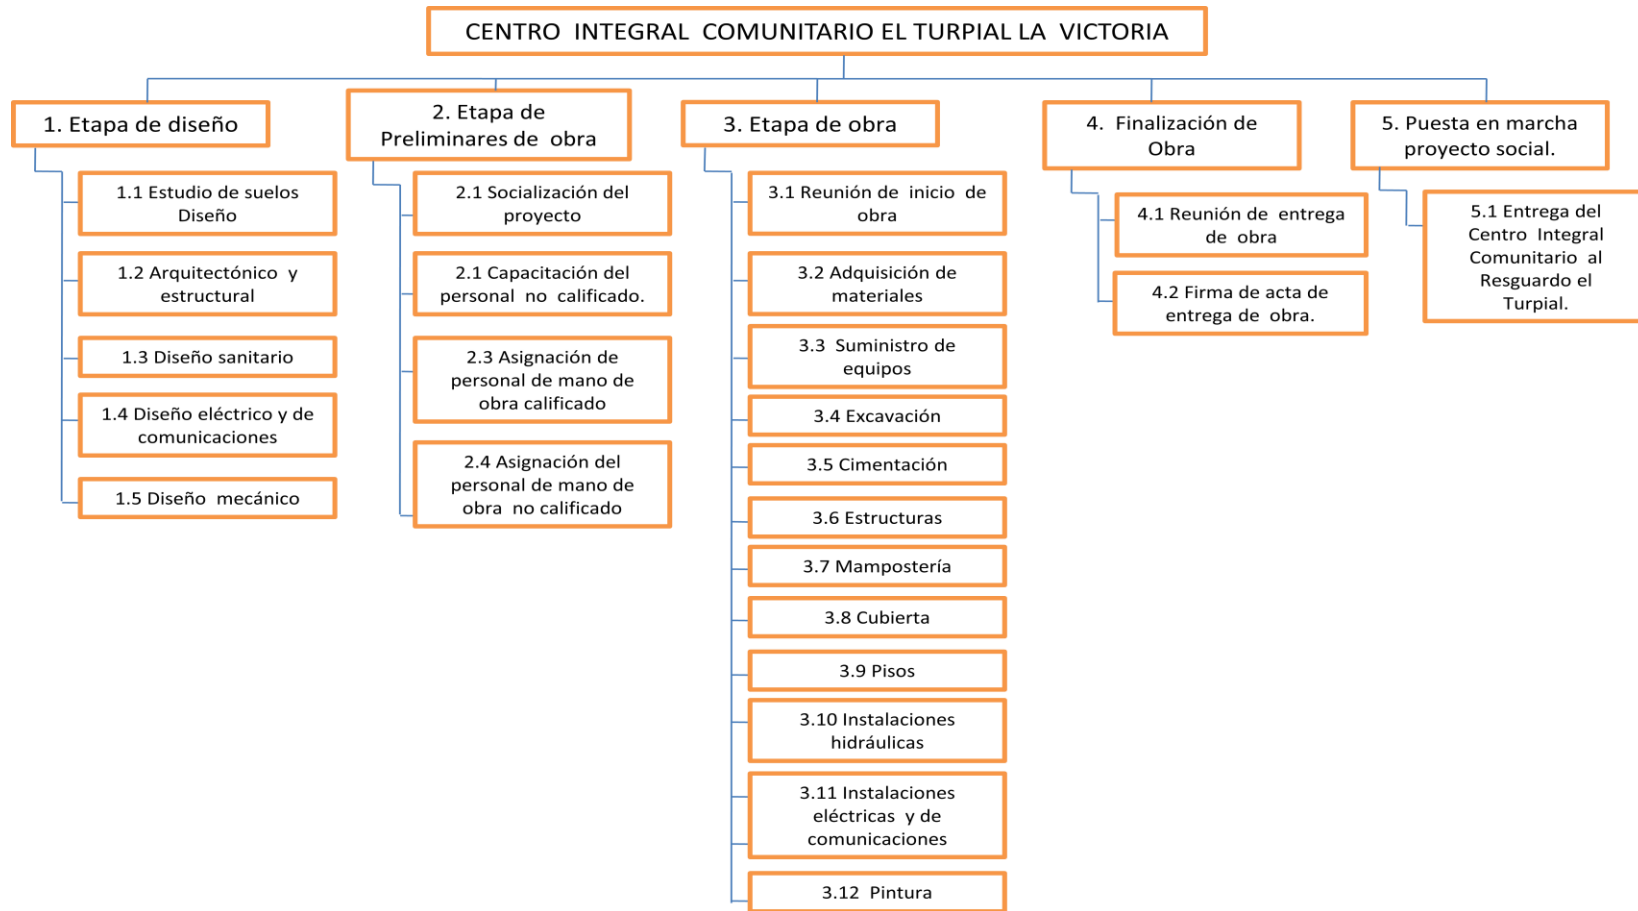 CENTRO INTEGRAL COMUNITARIO EL TURPIAL LA VICTORIA
1. Etapa de diseño
1.1 Estudio de suelos
Diseño
1.2 Arquitectónico y
estructural
1.3 Diseño sanitario
1.4 Diseño eléctrico y de
comunicaciones
1.5 Diseño mecánico
2. Etapa de
Preliminares de obra
2.1 Socialización del
proyecto
2.1 Capacitación del
personal no calificado.
2.3 Asignación de
personal de mano de
obra calificado
2.4 Asignación del
personal de mano de
obra no calificado
3. Etapa de obra
3.1 Reunión de inicio de
obra
3.2 Adquisición de
materiales
3.3 Suministro de
equipos
3.4 Excavación
3.5 Cimentación
3.6 Estructuras
3.7 Mampostería
3.8 Cubierta
3.9 Pisos
3.10 Instalaciones
hidráulicas
3.11 Instalaciones
eléctricas y de
comunicaciones
3.12 Pintura
4. Finalización de
Obra
4.1 Reunión de entrega
de obra
4.2 Firma de acta de
entrega de obra.
5. Puesta en marcha
proyecto social.
5.1 Entrega del
Centro Integral
Comunitario al
Resguardo el
Turpial.